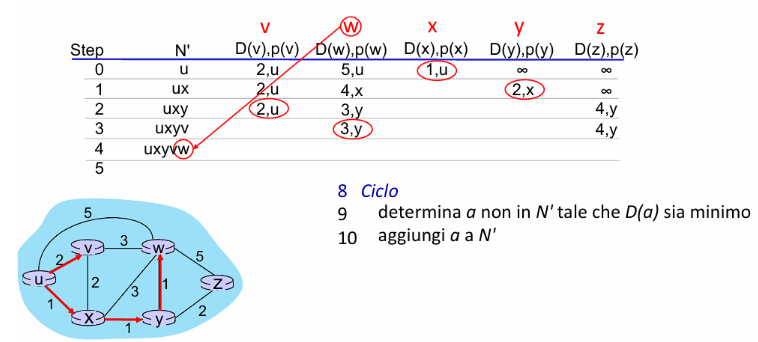 v w x y z
Step N' D(v),p(v) D(w),p(w) D(x),p(x) D(y),p(y) D(z),p(z)
0 u 2,u 5,u 1,u ∞ ∞
1 ux 2,u 4,x 2,x ∞
2 uxy 2,u 3,y 4,y
3 uxyv 3,y 4,y
4 uxyvw
5
8 Ciclo
9 determina a non in N' tale che D(a) sia minimo
10 aggiungi a a N'
5
v 3 w 5
2
u 2 3 1 z
1 2
x y
1